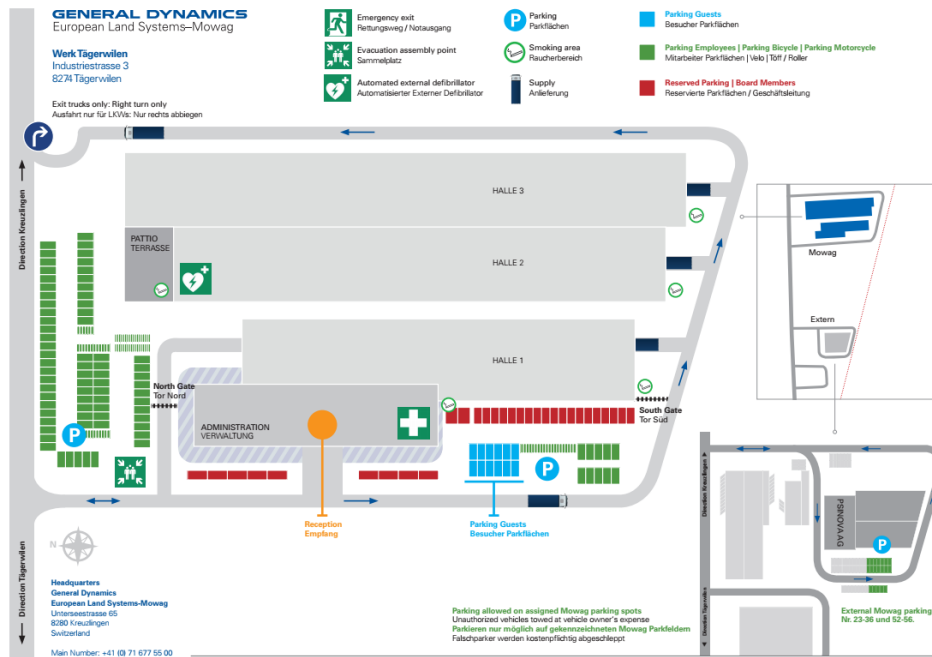 GENERAL DYNAMICS
European Land Systems–Mowag
Werk Tägerwilen
Industriestrasse 3
8274 Tägerwilen
Exit trucks only: Right turn only
Ausfahrt nur für LKWs: Nur rechts abbiegen
Emergency exit
Rettungsweg / Notausgang
Evacuation assembly point
Sammelplatz
Automated external defibrillator
Automatisierter Externer Defibrillator
P
Parking
Parkflächen
Smoking area
Raucherbereich
Supply
Anlieferung
Parking Guests
Besucher Parkflächen
Parking Employees | Parking Bicycle | Parking Motorcycle
Mitarbeiter Parkflächen | Velo | Töff / Roller
Reserved Parking | Board Members
Reservierte Parkflächen / Geschäftsleitung
Direction Kreuzlingen
Direction Tägerwilen
HALLE 3
PATTIO
TERRASSE
HALLE 2
HALLE 1
North Gate
Tor Nord
South Gate
Tor Süd
ADMINISTRATION
VERWALTUNG
P
P
Reception
Empfang
Parking Guests
Besucher Parkflächen
N
Mowag
Extern
Direction Kreuzlingen
Direction Tägerwilen
PSINOVA AG
P
External Mowag parking
Nr. 23-36 und 52-56.
Headquarters
General Dynamics
European Land Systems-Mowag
Unterseestrasse 65
8280 Kreuzlingen
Switzerland
Main Number: +41 (0) 71 677 55 00
Parking allowed on assigned Mowag parking spots
Unauthorized vehicles towed at vehicle owner's expense
Parkieren nur möglich auf gekennzeichneten Mowag Parkfeldern
Falschparker werden kostenpflichtig abgeschleppt